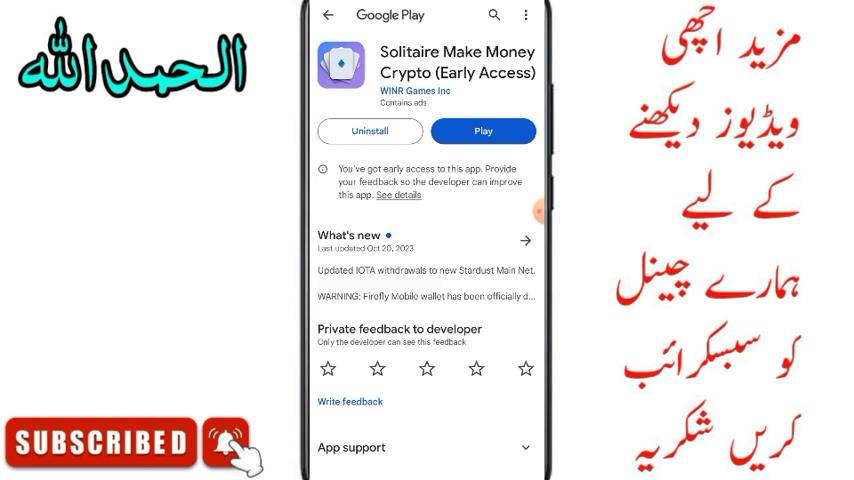 الحمداللہ
Google Play
Solitaire Make Money
Crypto (Early Access)
WINR Games Inc
Contains ads
Uninstall
Play
You've got early access to this app. Provide
your feedback so the developer can improve
this app. See details
What's new
Last updated Oct 20, 2023
Updated IOTA withdrawals to new Stardust Main Net.
WARNING: Firefly Mobile wallet has been officially d...
Private feedback to developer
Only the developer can see this feedback
Write feedback
App support
مزید اچھی
ویڈیوز دیکھنے
کے لیے
ہمارے چینل
کو سبسکرائب
کریں شکریہ
SUBSCRIBED